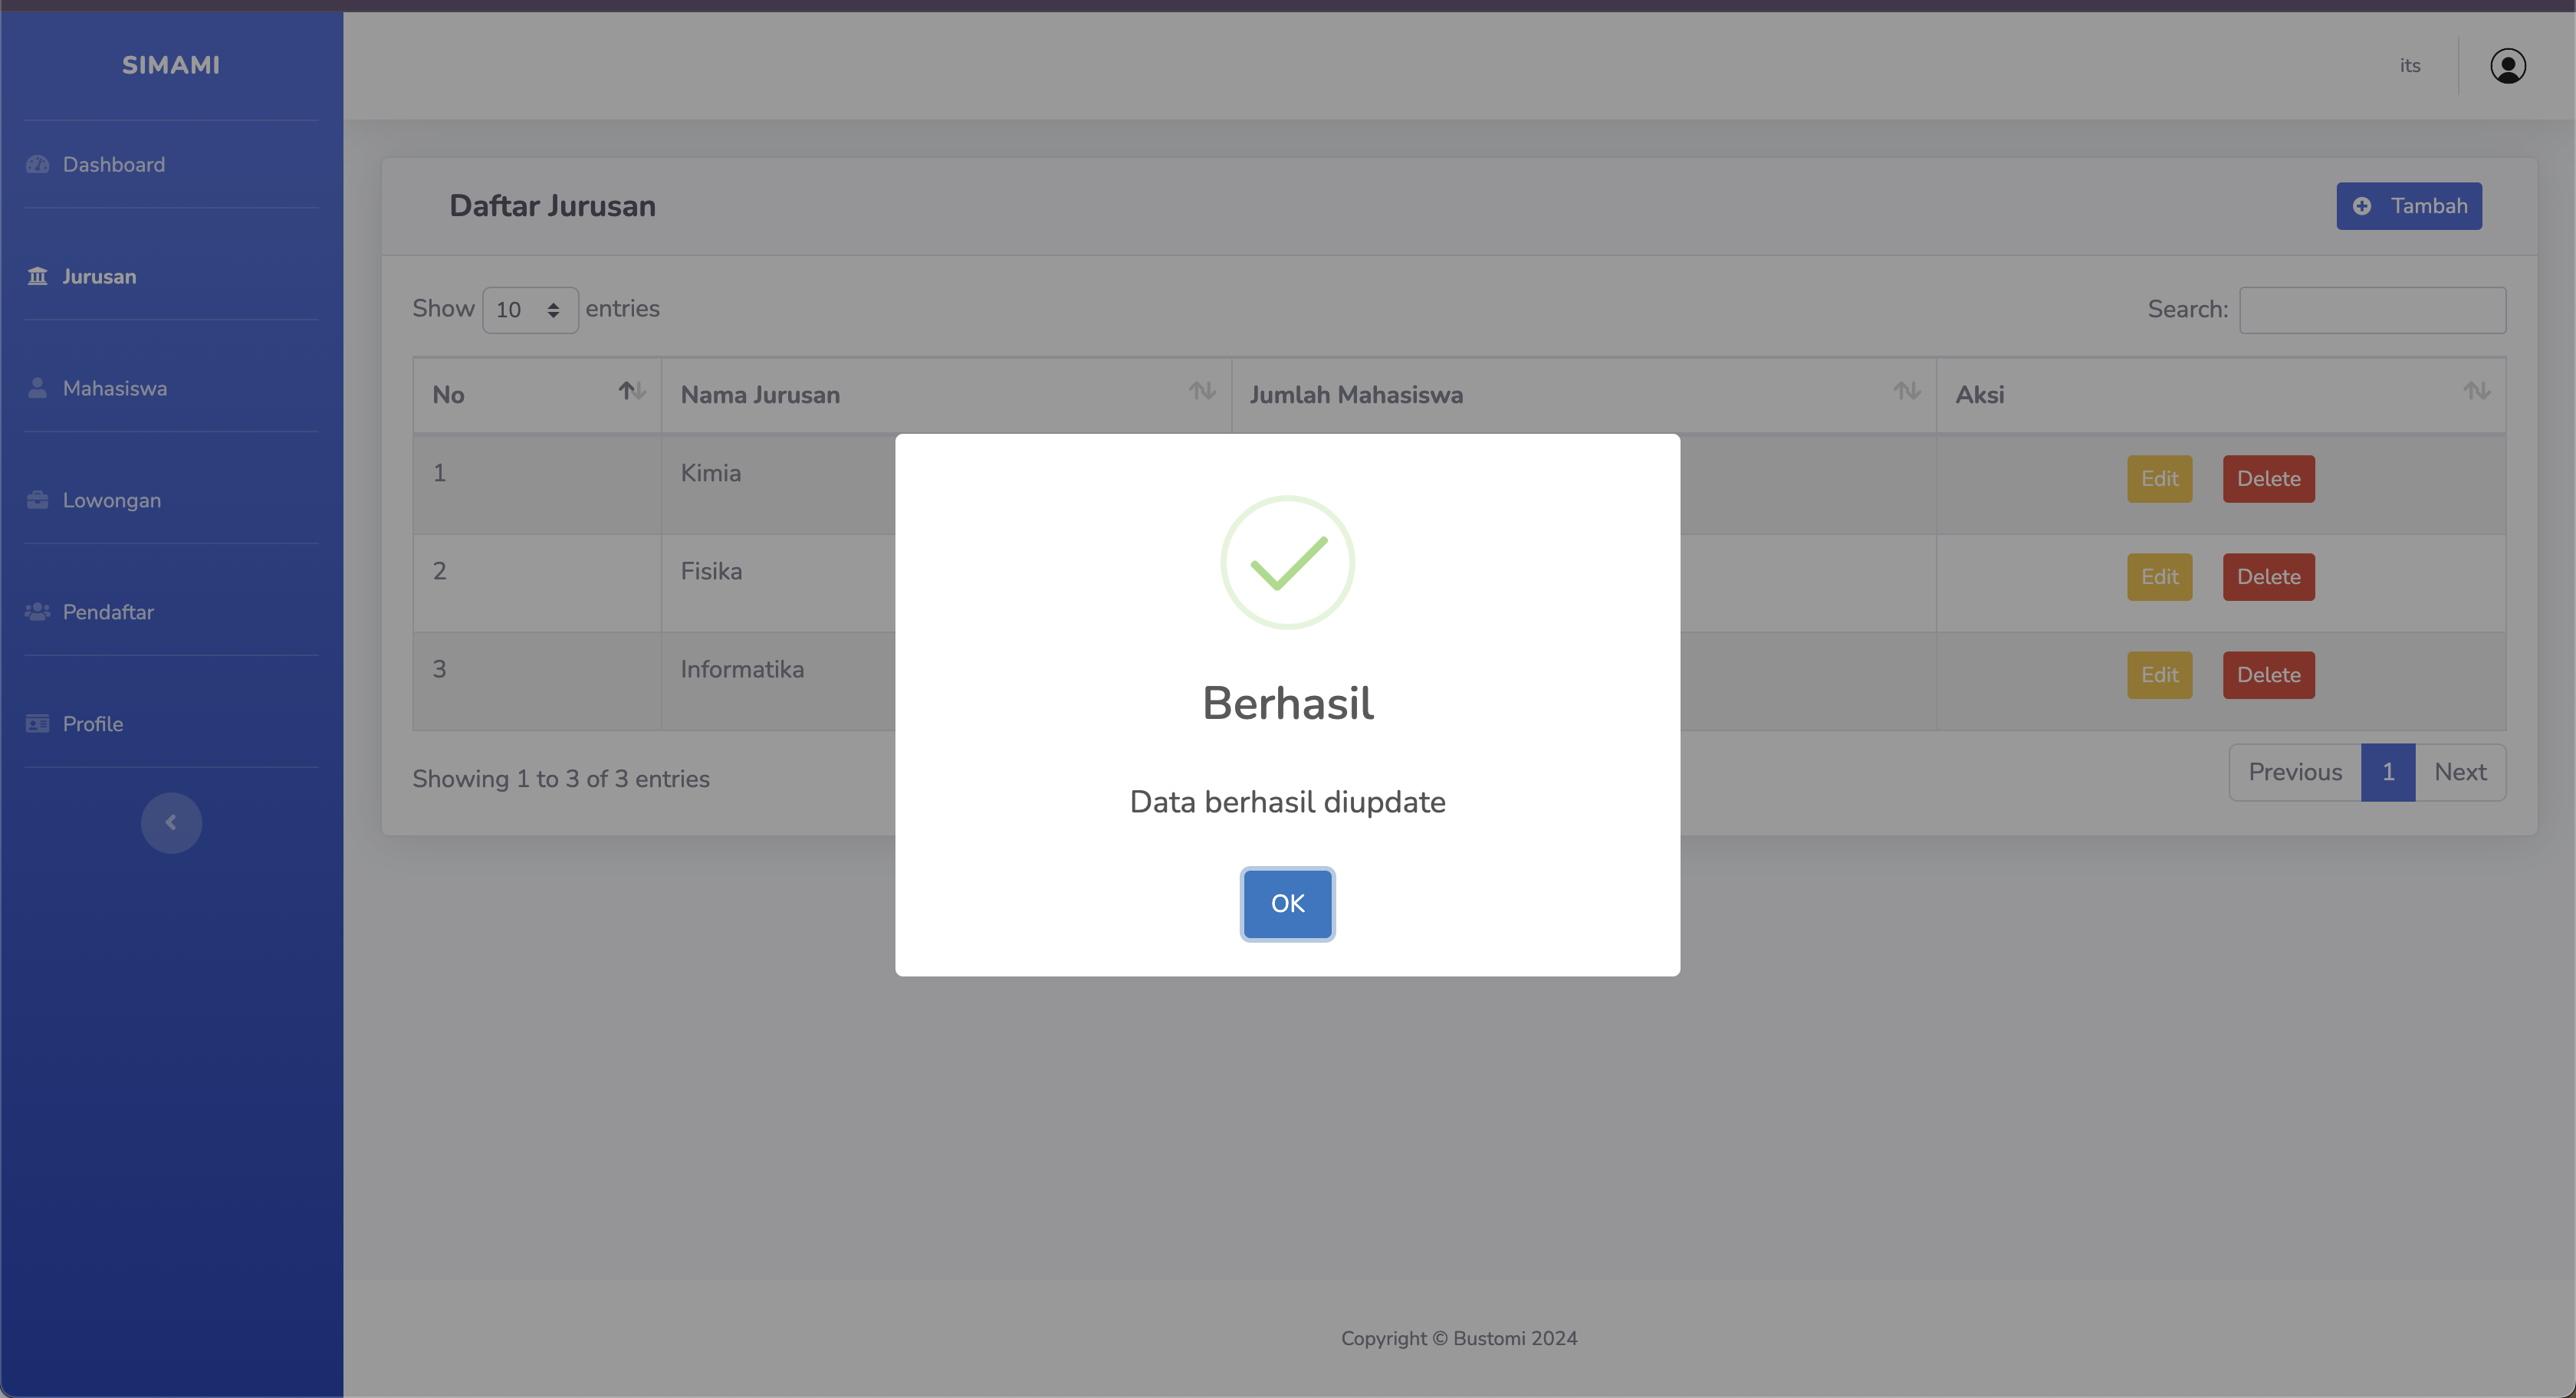 SIMAMI
its
Dashboard
Jurusan
Mahasiswa
Lowongan
Pendaftar
Profile
Daftar Jurusan
Tambah
Show 10 entries
Search:
No Nama Jurusan Jumlah Mahasiswa Aksi
1 Kimia Edit Delete
2 Fisika Edit Delete
3 Informatika Edit Delete
Showing 1 to 3 of 3 entries
Previous 1 Next
Berhasil
Data berhasil diupdate
OK
Copyright © Bustomi 2024